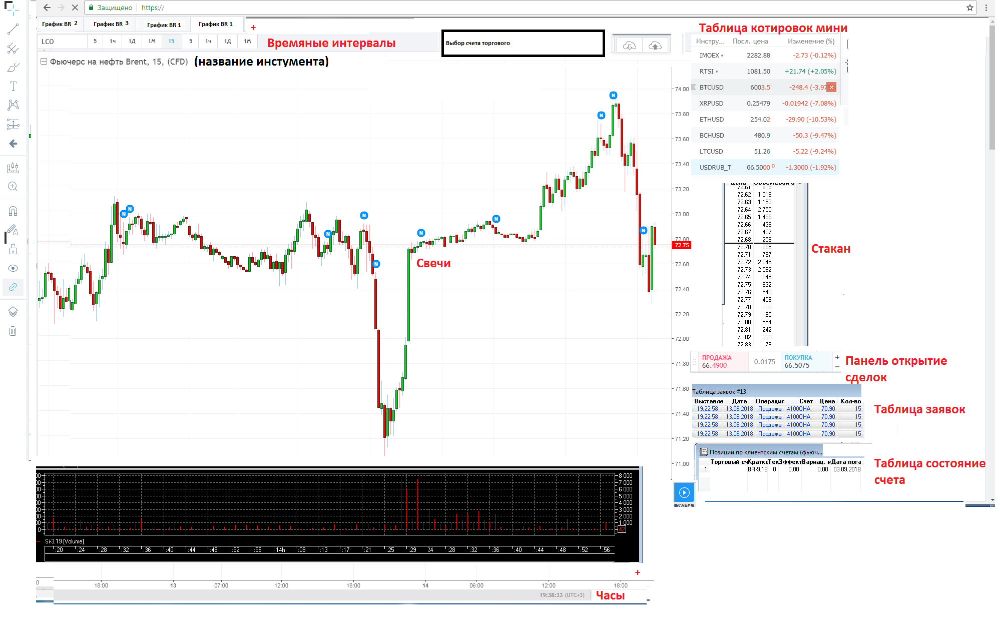 Защищено https://
График BR 2
График BR 3
График BR 1
График BR 1
+
LCO 5 1ч 1Д 1М 15 5 1ч 1Д 1М
Времяные интервалы
Выбор счета торгового
Фьючерс на нефть Brent, 15, (CFD) (название инстумента)
T
N
N
N
N
N
N
N
N
N
N
Свечи
74.00
73.80
73.60
73.40
73.20
73.00
72.80
72.75
72.60
72.40
72.20
72.00
71.80
71.60
71.40
71.20
71.00
Таблица котировок мини
Инстру... Посл. цена Изменение (%)
IMOEX 2282.88 -2.73 (-0.12%)
RTSI 1081.50 +21.74 (+2.05%)
BTCUSD 6003.5 -248.4 (-3.97
XRPUSD 0.25479 -0.01942 (-7.08%)
ETHUSD 254.02 -29.90 (-10.53%)
BCHUSD 480.9 -50.3 (-9.47%)
LTCUSD 51.26 -5.22 (-9.24%)
USDRUB_T 66.5000 D -1.3000 (-1.92%)
72,61 219
72,62 1 018
72,63 1 153
72,64 2 750
72,65 1 486
72,66 438
72,67 407
72,68 256
72,70 285
72,71 797
72,72 2 045
72,73 2 582
72,74 845
72,75 832
72,76 549
72,77 458
72,78 236
72,79 185
72,80 554
72,81 242
72,82 220
72,83 79
Стакан
ПРОДАЖА
66.4900
0.0175
ПОКУПКА
66.5075
+
−
Панель открытие
сделок
Таблица заявок #13
Выставле Дата Операция Счет Цена Кол-во
19:22:58 13.08.2018 Продажа 41000HA 70,90 15
19:22:58 13.08.2018 Продажа 41000HA 70,90 15
19:22:58 13.08.2018 Продажа 41000HA 70,90 15
19:22:58 13.08.2018 Продажа 41000HA 70,90 15
Таблица заявок
Позиции по клиентским счетам (фьюч...
Торговый сч Кратк Тек Эффект Вариац. м Дата пога
1 BR-9.18 0 0,00 0,00 03.09.2018
Таблица состояние
счета
26234
8 000
7 000
6 000
5 000
4 000
3 000
2 000
1 000
42
Si-3.19 [Volume]
:20 :24 :28 :32 :36 :40 :44 :48 :52 :56 14h :09 :13 :17 :21 :25 :29 :24 :28 :32 :36 :40 :44 :48 :52 :56
+
18:00 13 07:00 12:00 18:00 14 06:00 12:00 18:00
19:38:33 (UTC+3)
Часы